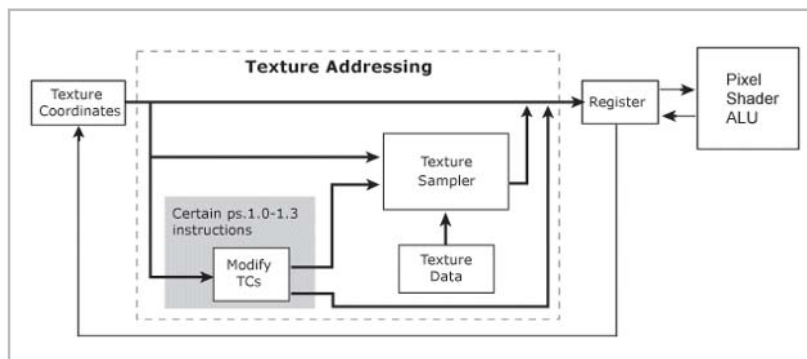 Texture Addressing
Texture
Coordinates
Register
Pixel
Shader
ALU
Texture
Sampler
Certain ps.1.0-1.3
instructions
Modify
TCs
Texture
Data